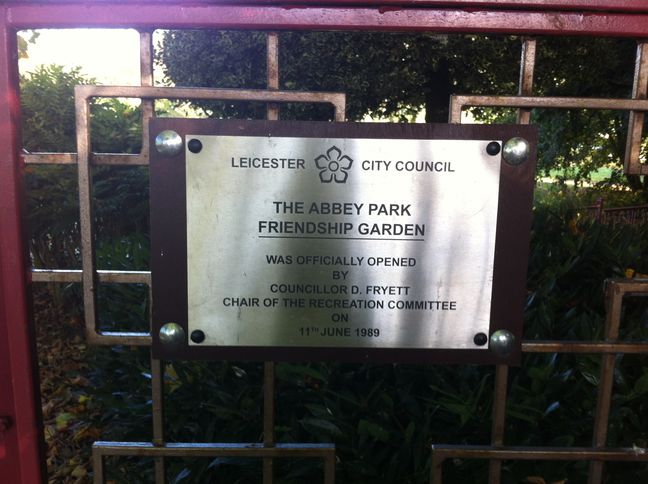 LEICESTER CITY COUNCIL
THE ABBEY PARK
FRIENDSHIP GARDEN
WAS OFFICIALLY OPENED
BY
COUNCILLOR D. FRYETT
CHAIR OF THE RECREATION COMMITTEE
ON
11TH JUNE 1989